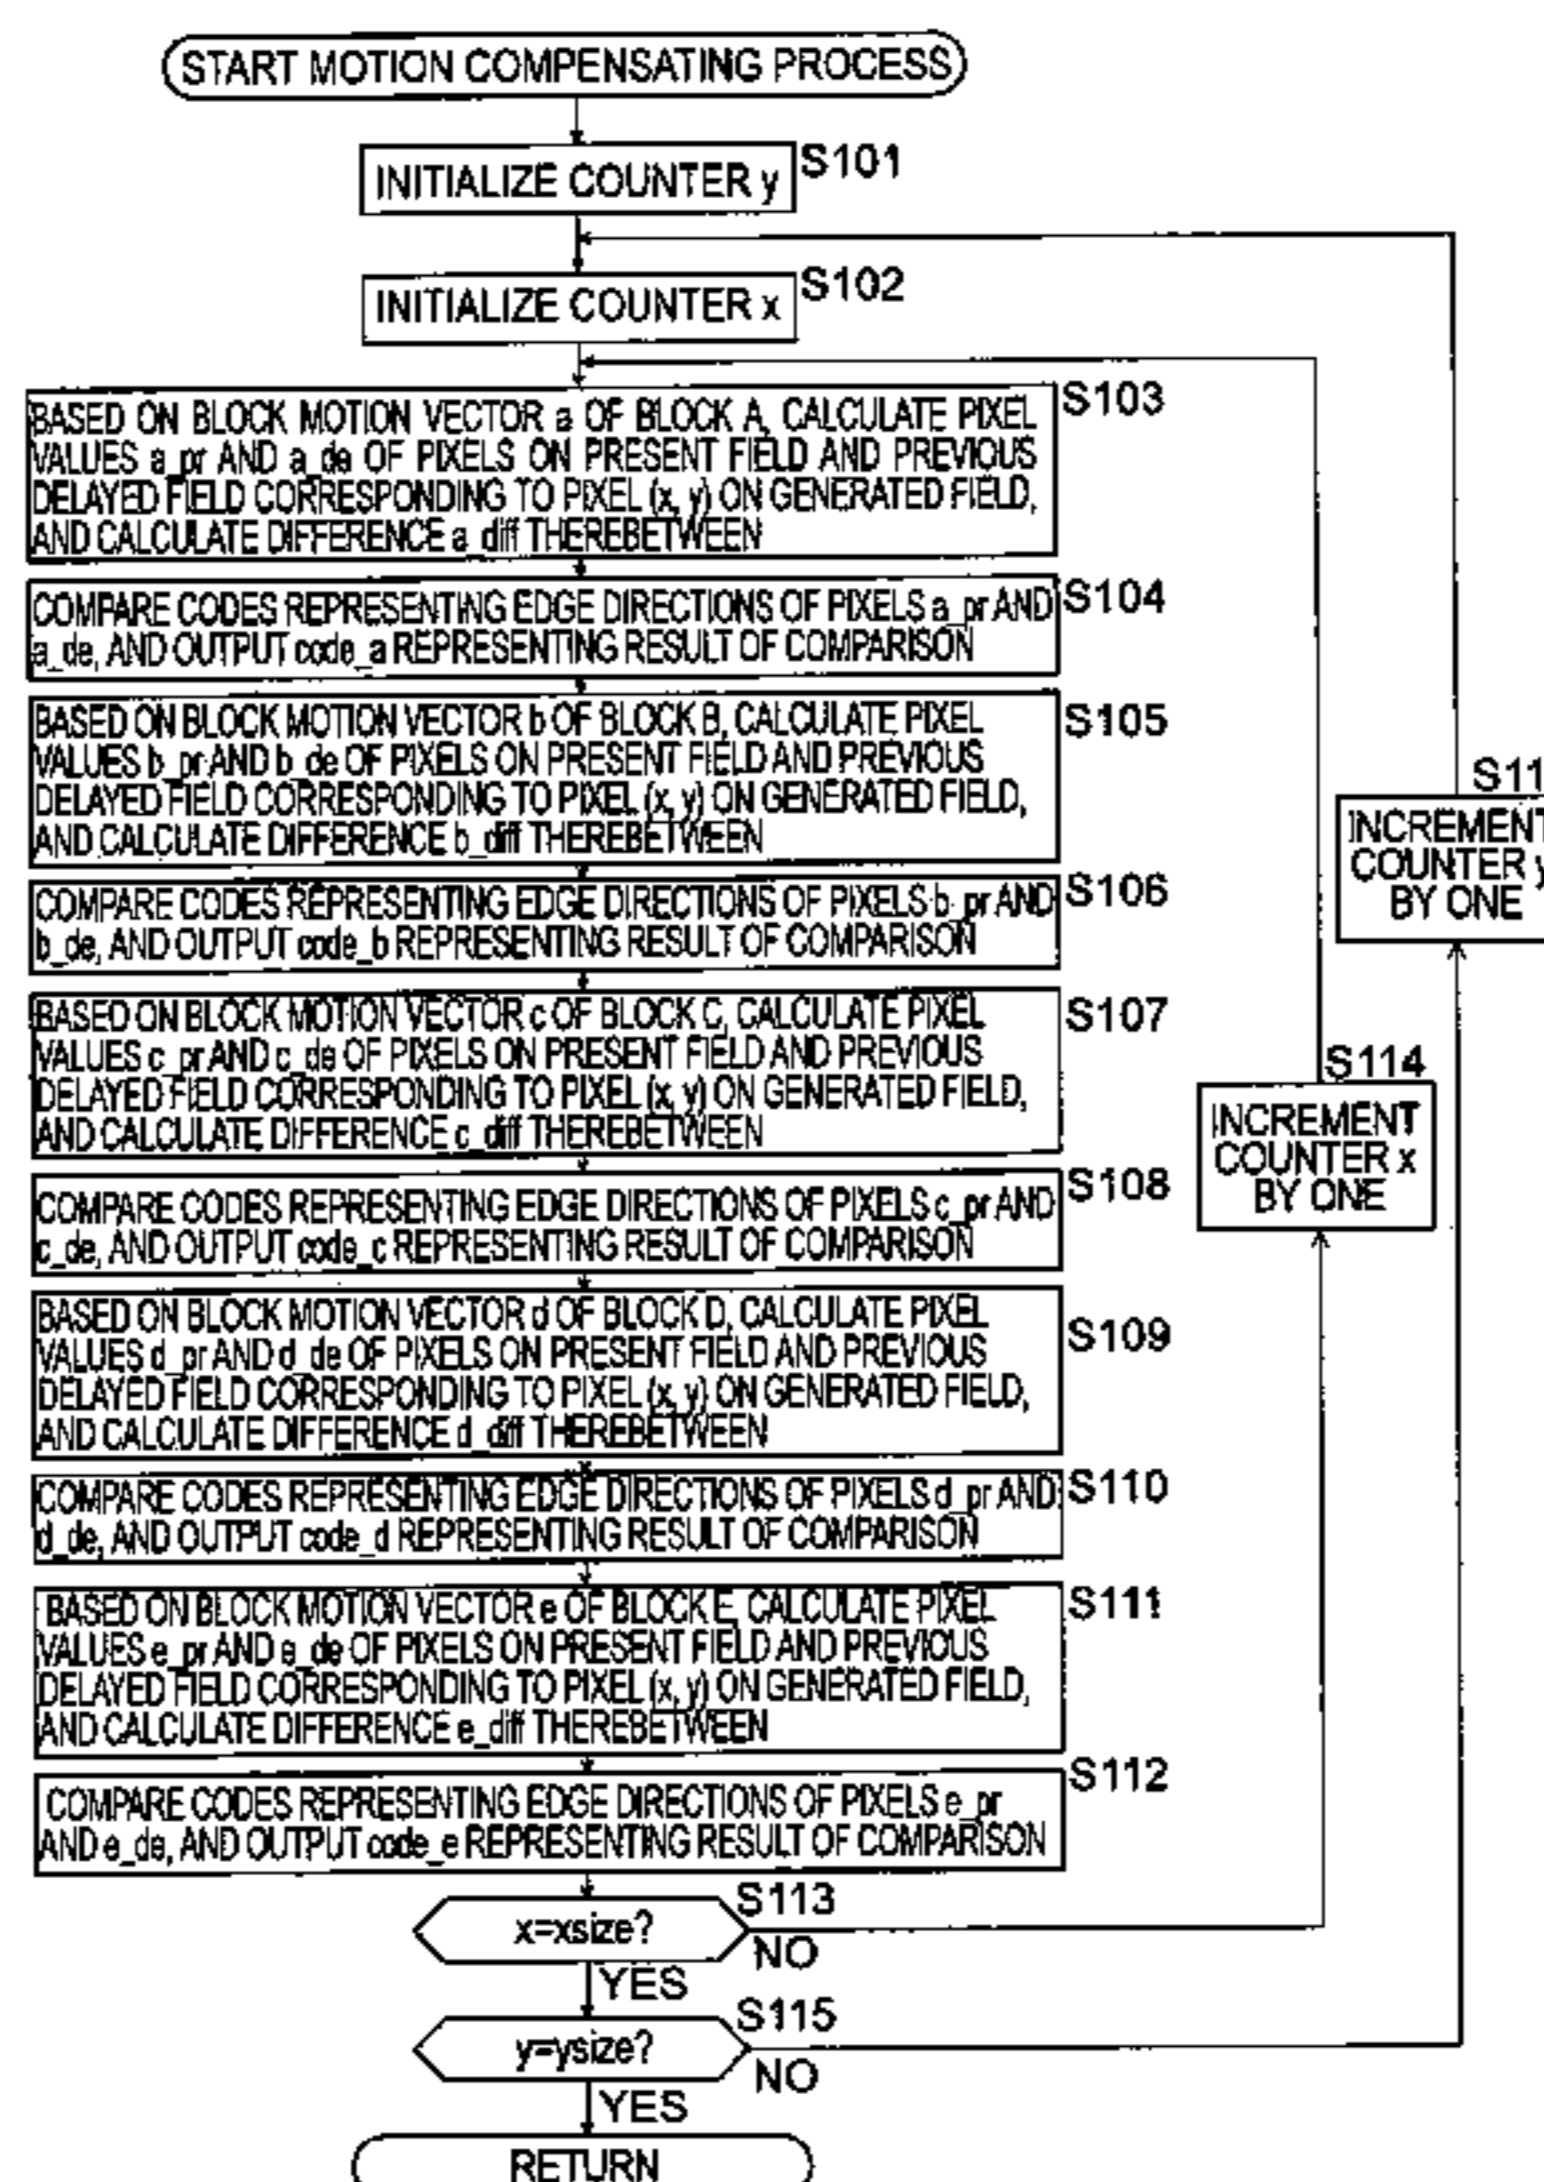 START MOTION COMPENSATING PROCESS
INITIALIZE COUNTER y
S101
INITIALIZE COUNTER x
S102
BASED ON BLOCK MOTION VECTOR a OF BLOCK A, CALCULATE PIXEL
VALUES a_pr AND a_de OF PIXELS ON PRESENT FIELD AND PREVIOUS
DELAYED FIELD CORRESPONDING TO PIXEL (x, y) ON GENERATED FIELD,
AND CALCULATE DIFFERENCE a_diff THEREBETWEEN
S103
COMPARE CODES REPRESENTING EDGE DIRECTIONS OF PIXELS a_pr AND
a_de, AND OUTPUT code_a REPRESENTING RESULT OF COMPARISON
S104
BASED ON BLOCK MOTION VECTOR b OF BLOCK B, CALCULATE PIXEL
VALUES b_pr AND b_de OF PIXELS ON PRESENT FIELD AND PREVIOUS
DELAYED FIELD CORRESPONDING TO PIXEL (x, y) ON GENERATED FIELD,
AND CALCULATE DIFFERENCE b_diff THEREBETWEEN
S105
COMPARE CODES REPRESENTING EDGE DIRECTIONS OF PIXELS b_pr AND
b_de, AND OUTPUT code_b REPRESENTING RESULT OF COMPARISON
S106
BASED ON BLOCK MOTION VECTOR c OF BLOCK C, CALCULATE PIXEL
VALUES c_pr AND c_de OF PIXELS ON PRESENT FIELD AND PREVIOUS
DELAYED FIELD CORRESPONDING TO PIXEL (x, y) ON GENERATED FIELD,
AND CALCULATE DIFFERENCE c_diff THEREBETWEEN
S107
COMPARE CODES REPRESENTING EDGE DIRECTIONS OF PIXELS c_pr AND
c_de, AND OUTPUT code_c REPRESENTING RESULT OF COMPARISON
S108
BASED ON BLOCK MOTION VECTOR d OF BLOCK D, CALCULATE PIXEL
VALUES d_pr AND d_de OF PIXELS ON PRESENT FIELD AND PREVIOUS
DELAYED FIELD CORRESPONDING TO PIXEL (x, y) ON GENERATED FIELD,
AND CALCULATE DIFFERENCE d_diff THEREBETWEEN
S109
COMPARE CODES REPRESENTING EDGE DIRECTIONS OF PIXELS d_pr AND
d_de, AND OUTPUT code_d REPRESENTING RESULT OF COMPARISON
S110
BASED ON BLOCK MOTION VECTOR e OF BLOCK E, CALCULATE PIXEL
VALUES e_pr AND e_de OF PIXELS ON PRESENT FIELD AND PREVIOUS
DELAYED FIELD CORRESPONDING TO PIXEL (x, y) ON GENERATED FIELD,
AND CALCULATE DIFFERENCE e_diff THEREBETWEEN
S111
COMPARE CODES REPRESENTING EDGE DIRECTIONS OF PIXELS e_pr
AND e_de, AND OUTPUT code_e REPRESENTING RESULT OF COMPARISON
S112
x=xsize?
S113
NO
YES
S114
INCREMENT
COUNTER x
BY ONE
y=ysize?
S115
NO
YES
S11
INCREMENT
COUNTER y
BY ONE
RETURN